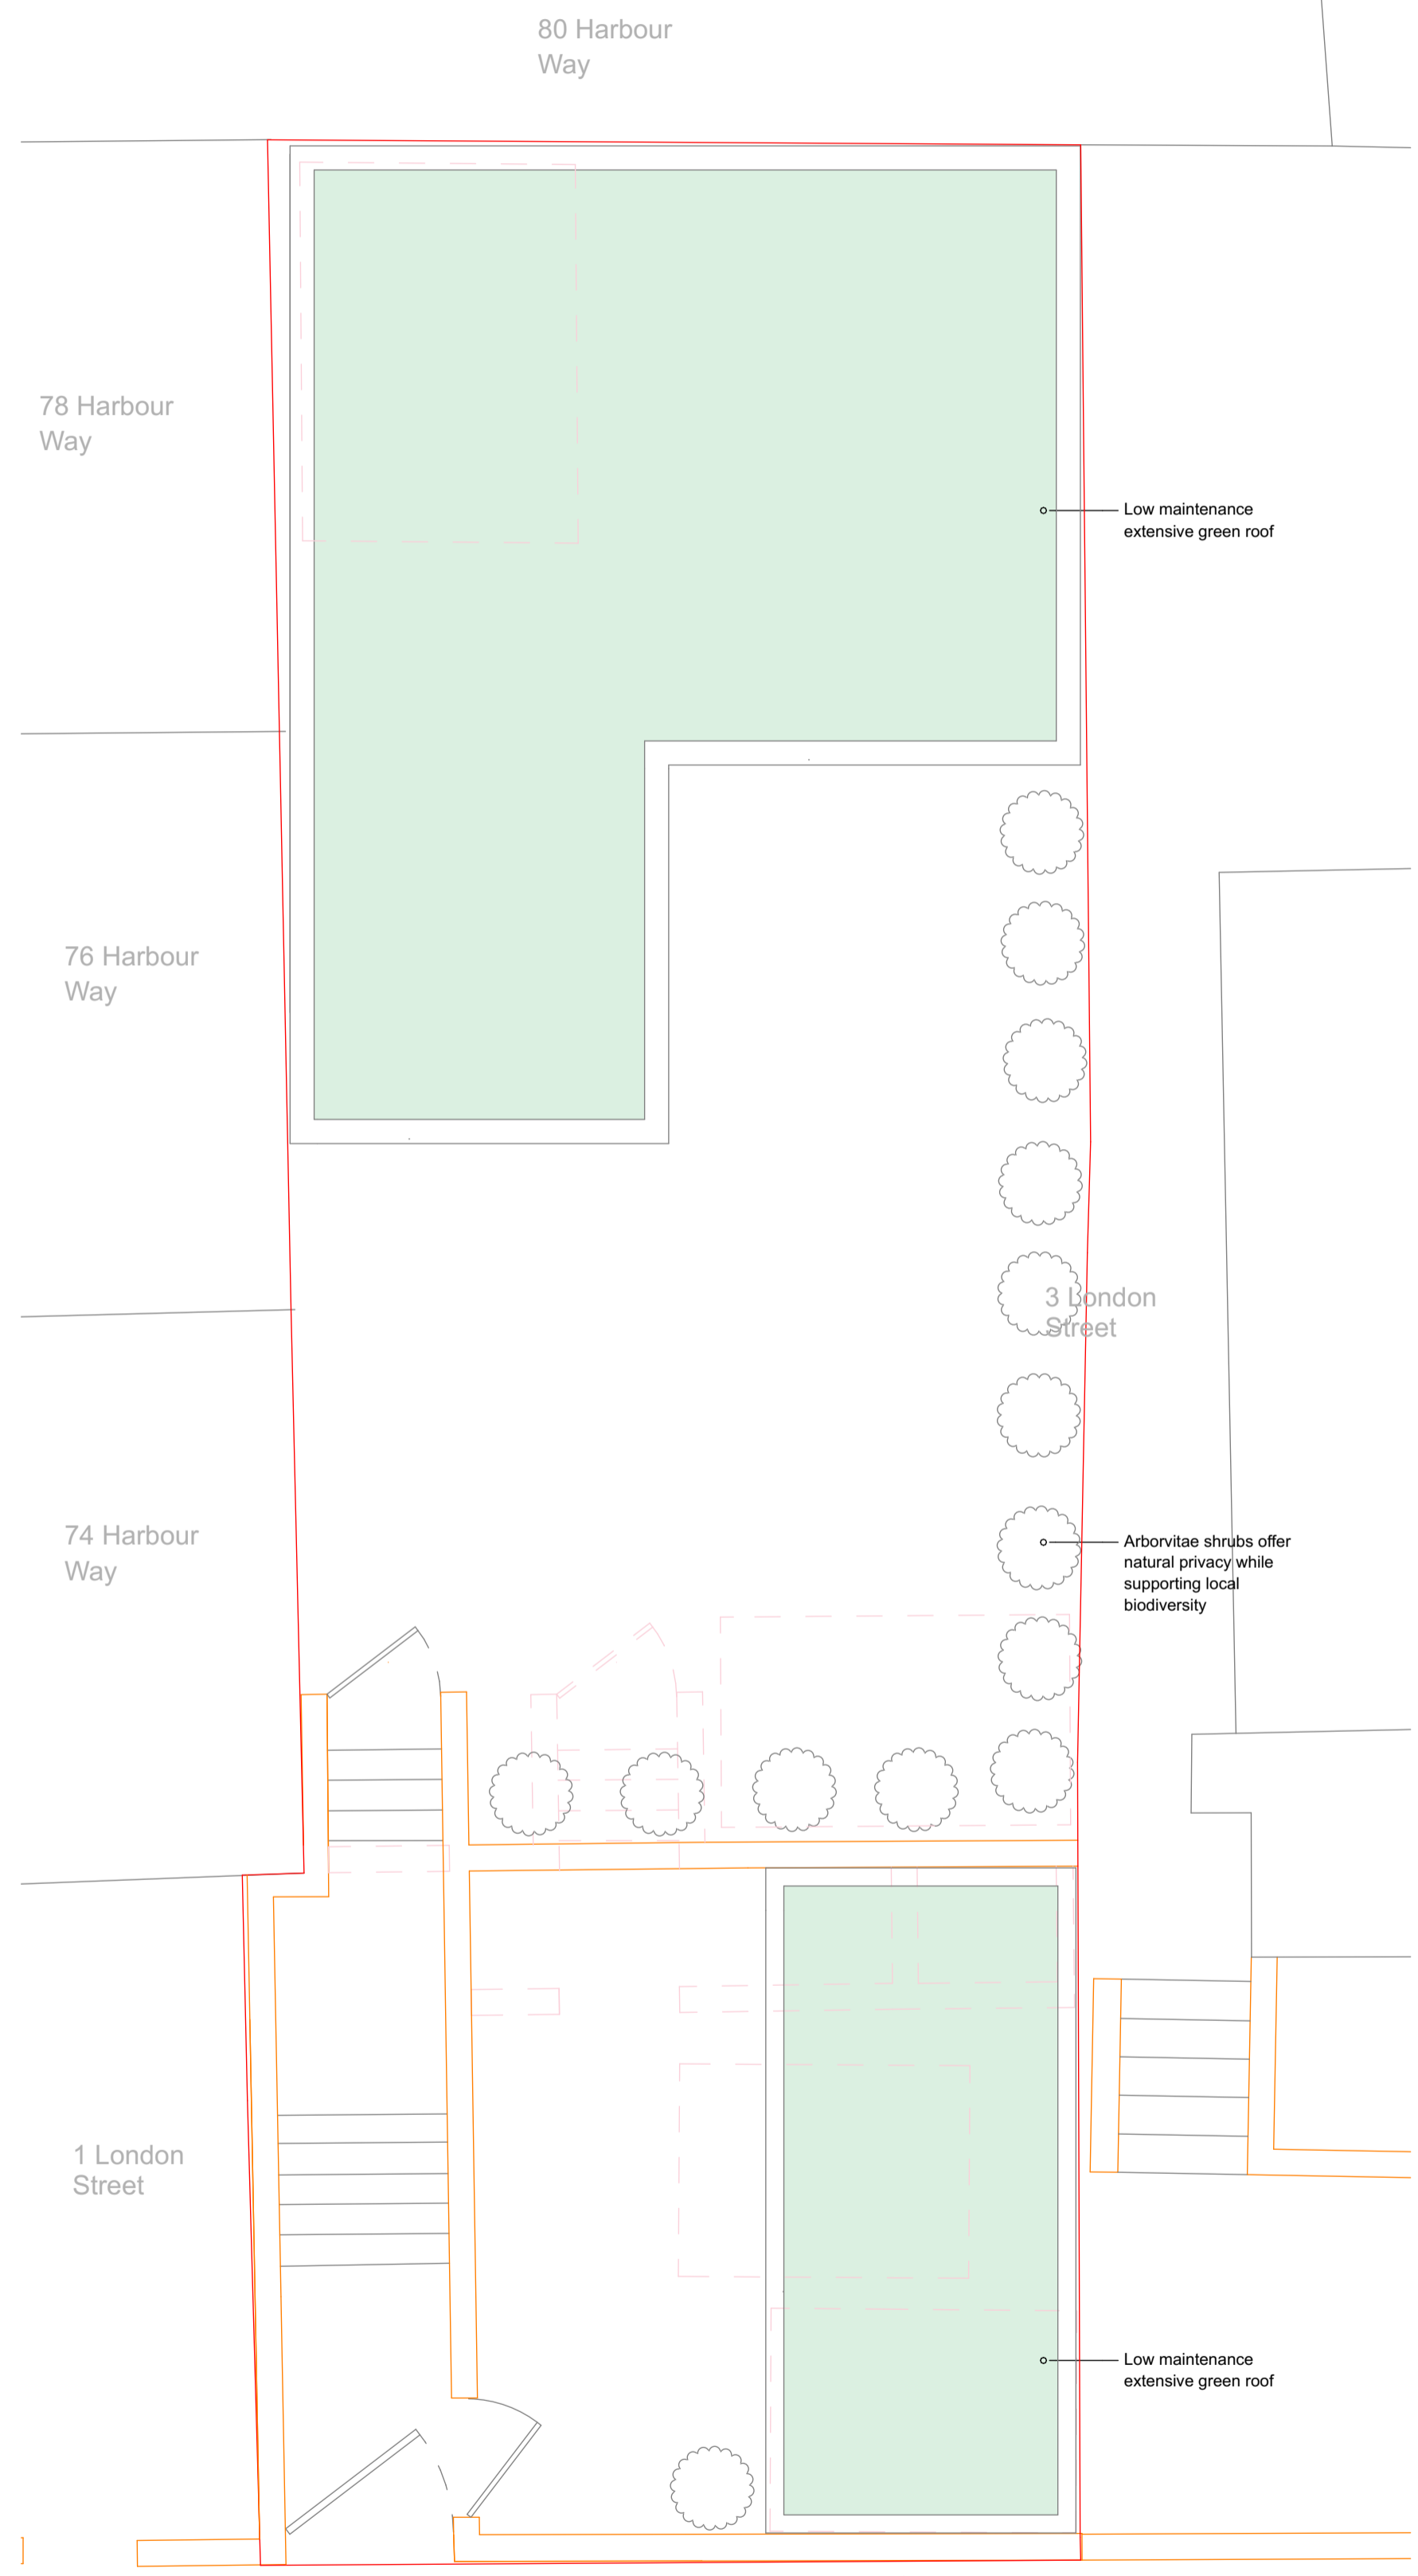 80 Harbour
Way
78 Harbour
Way
Low maintenance
extensive green roof
76 Harbour
Way
3 London
Street
74 Harbour
Way
Arborvitae shrubs offer
natural privacy while
supporting local
biodiversity
1 London
Street
Low maintenance
extensive green roof